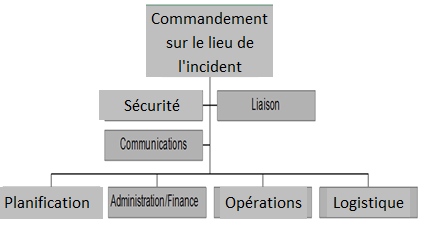 Commandement
sur le lieu de
l'incident
Sécurité
Liaison
Communications
Planification
Administration/Finance
Opérations
Logistique